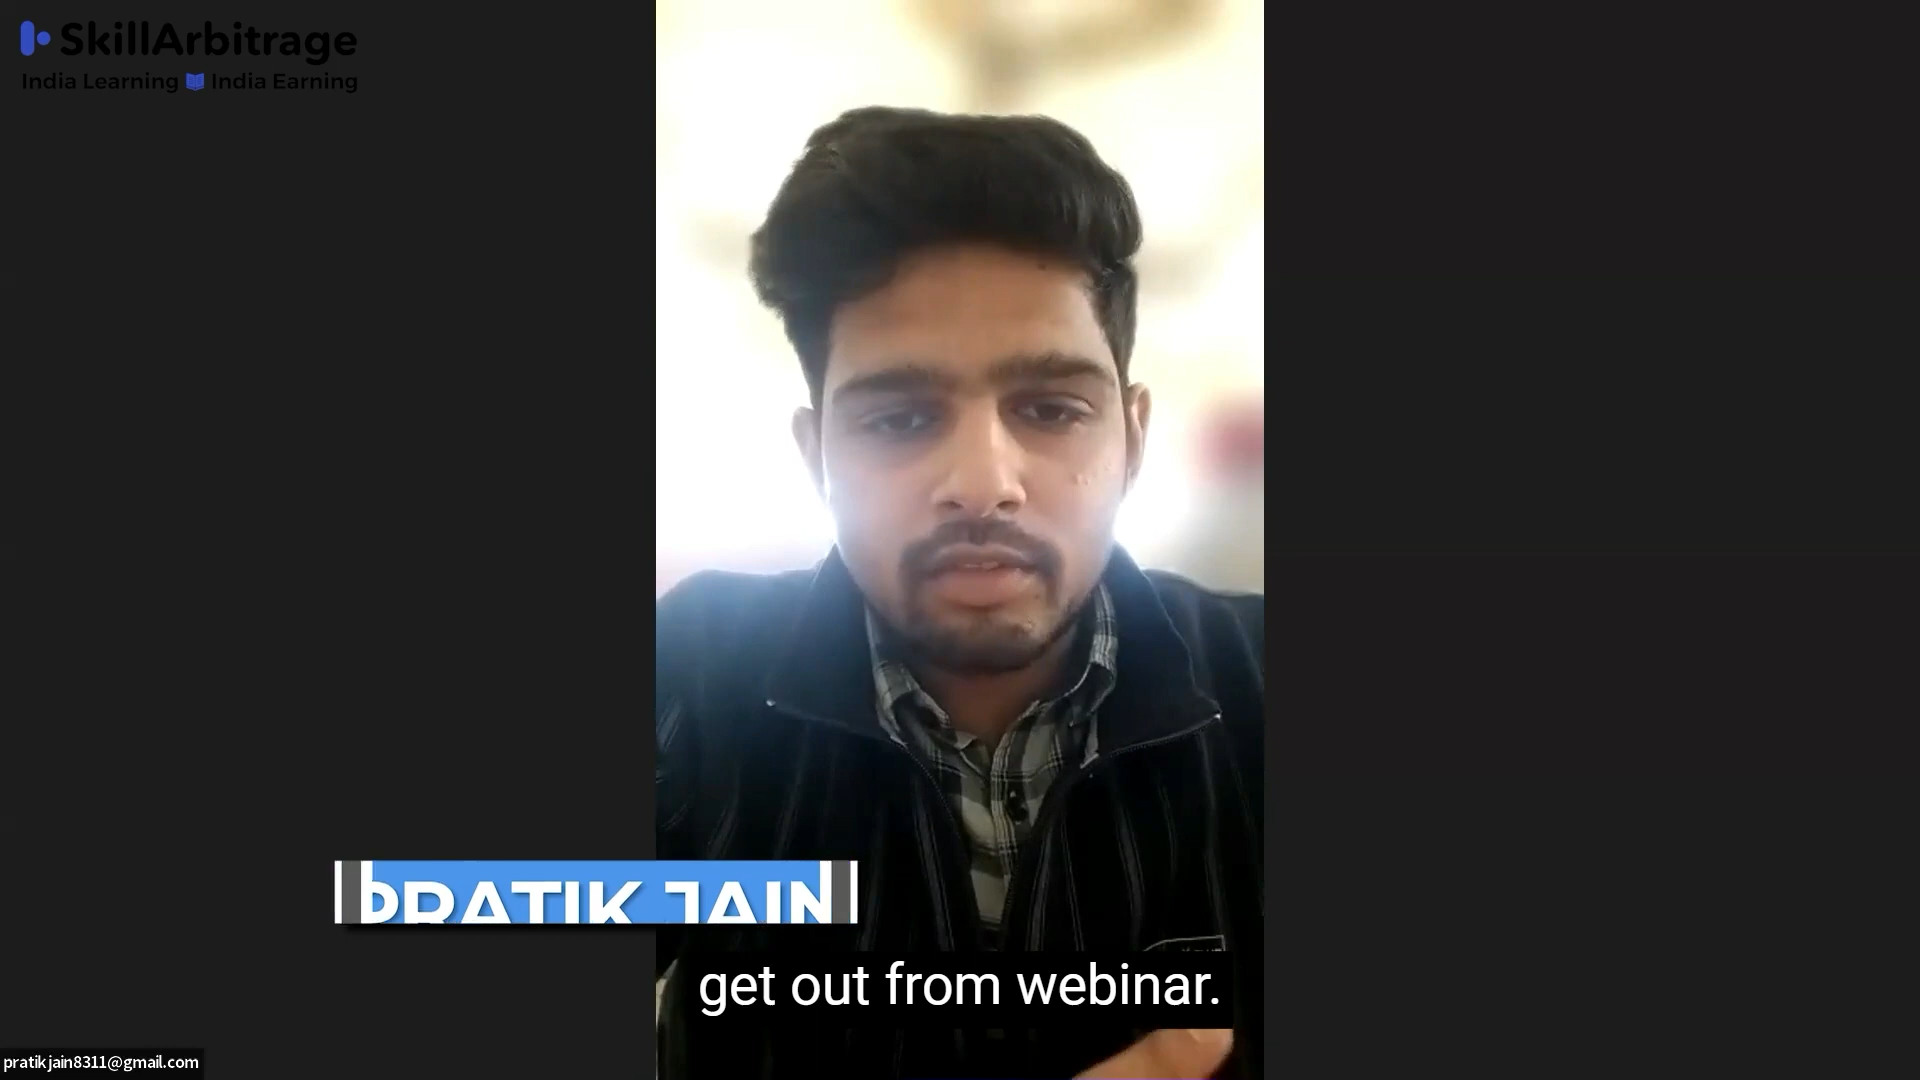 SkillArbitrage
India Learning India Earning
PRATIK JAIN
get out from webinar.
pratikjain8311@gmail.com